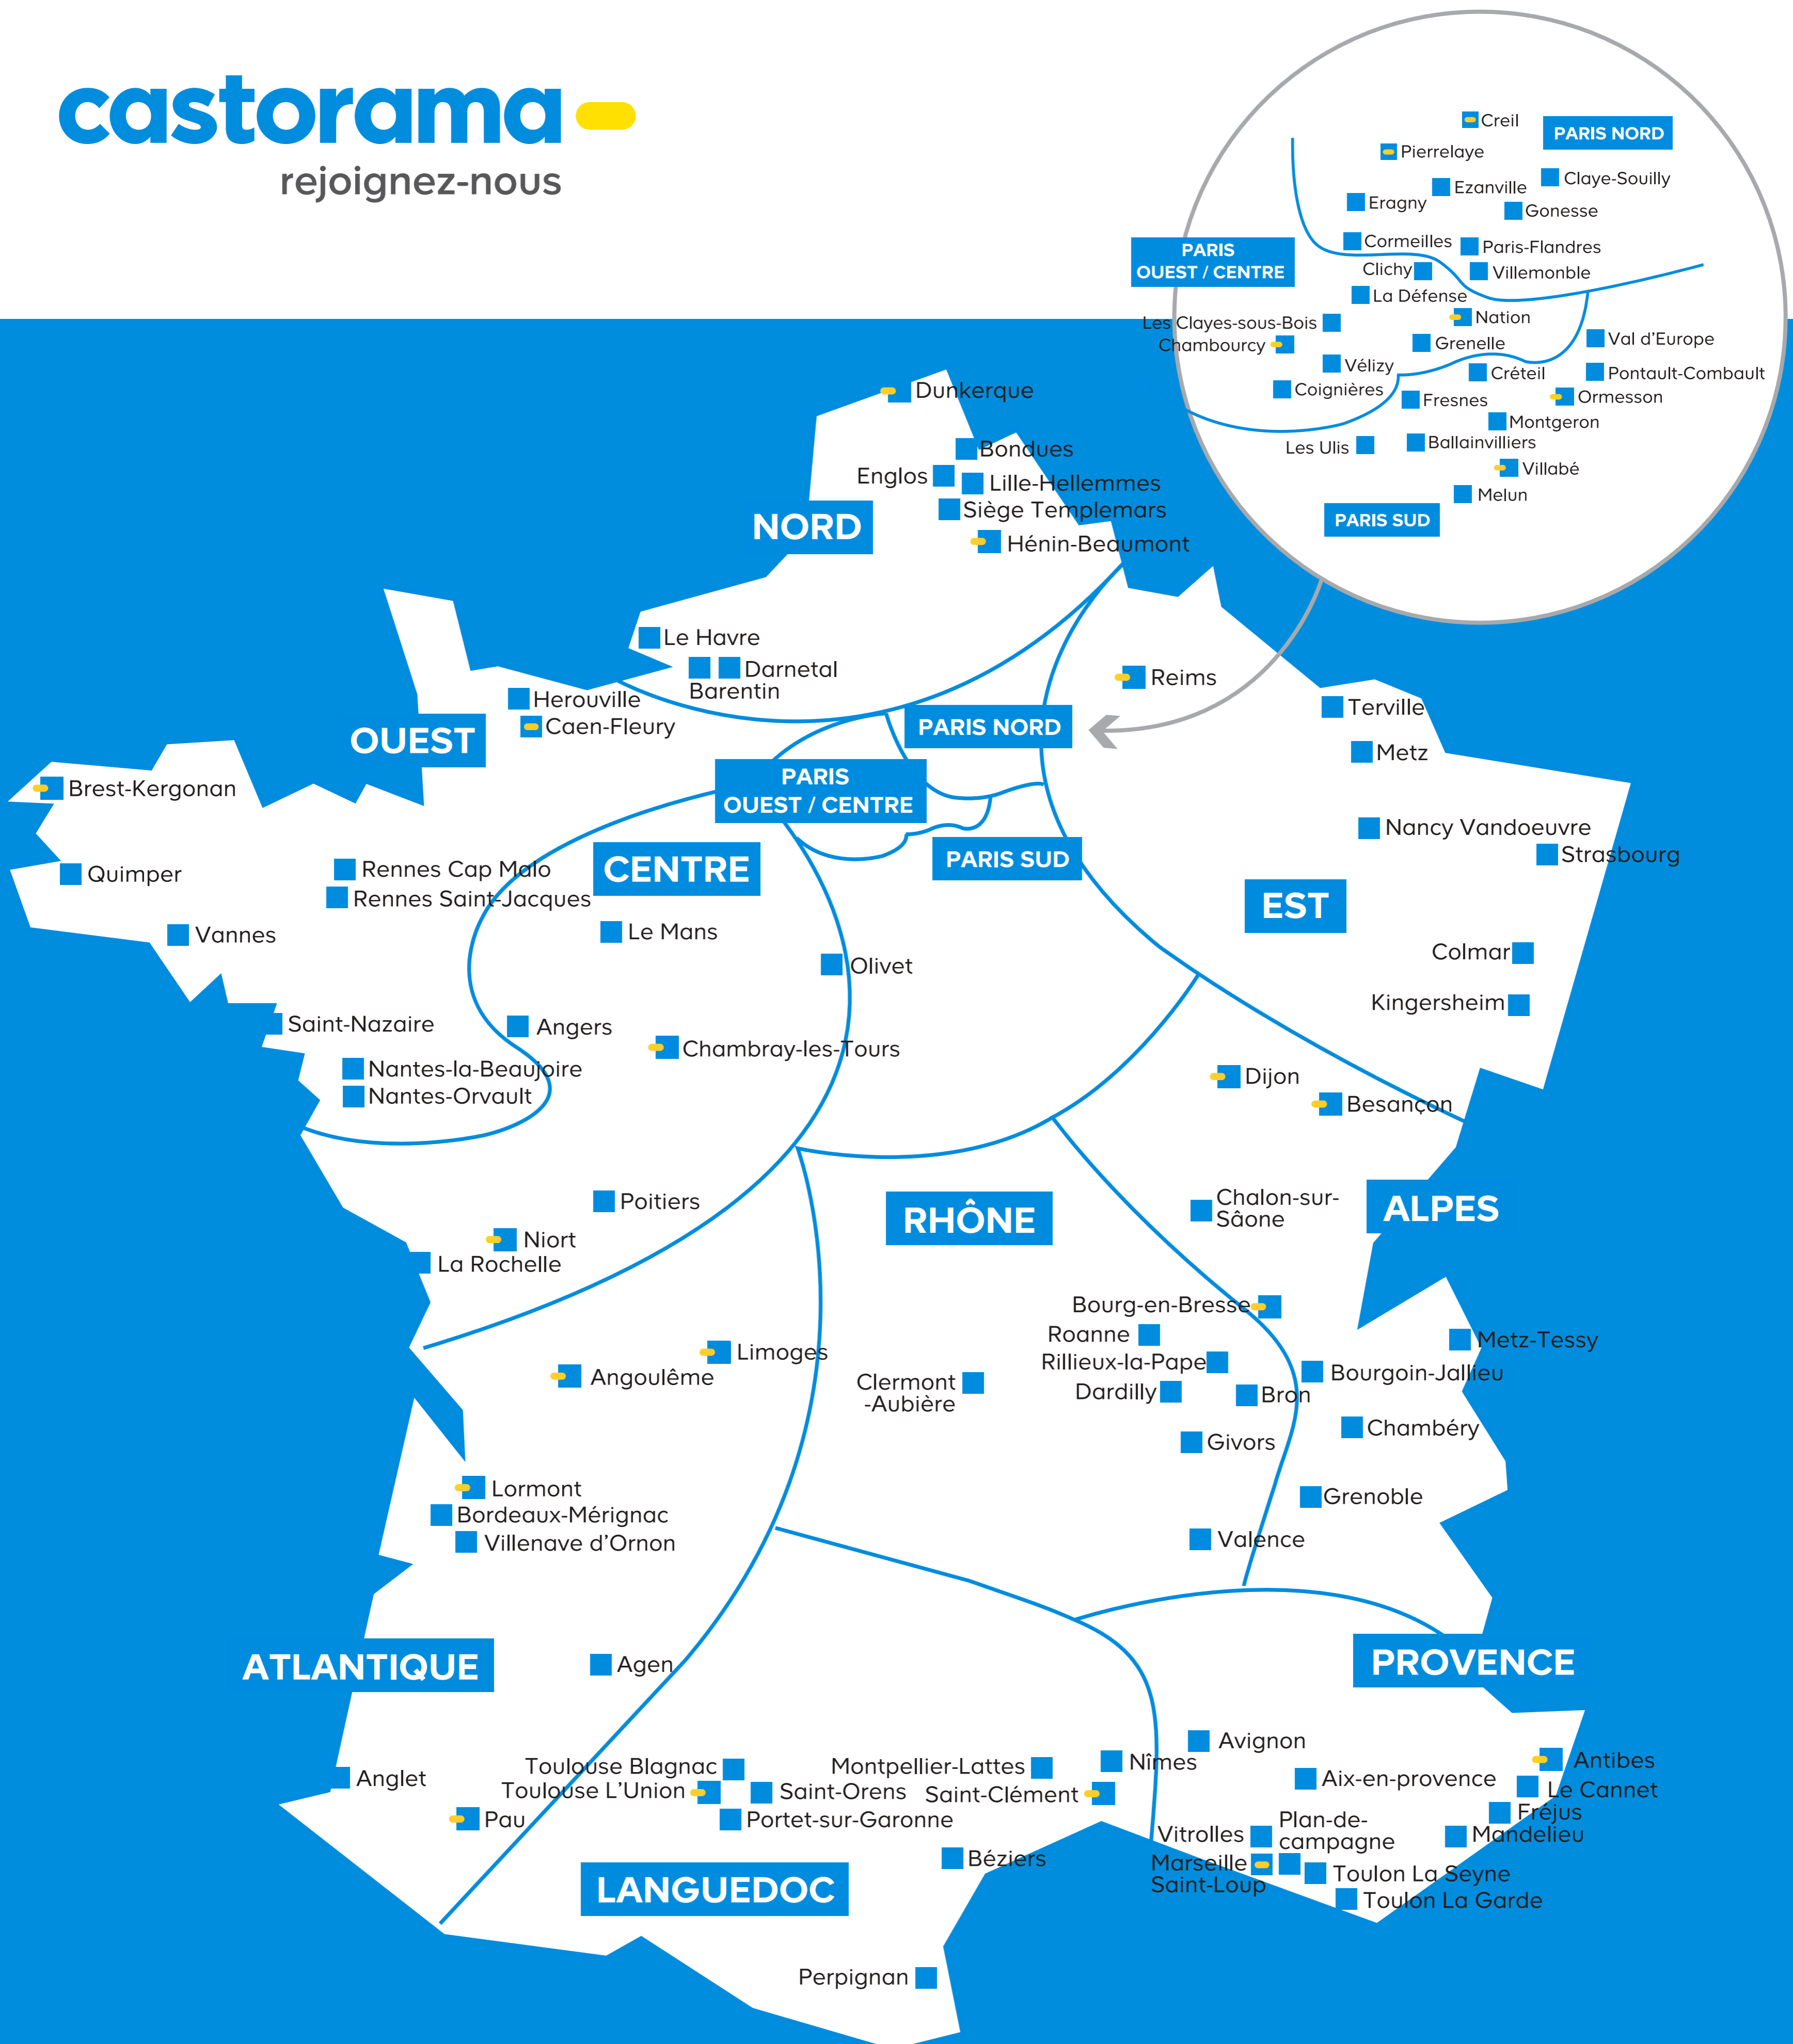 castorama
rejoignez-nous
Creil
PARIS NORD
Pierrelaye
Claye-Souilly
Ezanville
Eragny
Gonesse
Cormeilles
Paris-Flandres
PARIS
OUEST / CENTRE
Clichy
Villemonble
La Défense
Les Clayes-sous-Bois
Nation
Chambourcy
Grenelle
Val d'Europe
Vélizy
Créteil
Pontault-Combault
Coignières
Fresnes
Ormesson
Montgeron
Les Ulis
Ballainvilliers
Villabé
Melun
PARIS SUD
Dunkerque
Bondues
Englos
Lille-Hellemmes
Siège Templemars
NORD
Hénin-Beaumont
Le Havre
Darnetal
Barentin
Reims
Herouville
Caen-Fleury
Terville
OUEST
PARIS NORD
Metz
PARIS
OUEST / CENTRE
Brest-Kergonan
Nancy Vandoeuvre
Strasbourg
PARIS SUD
CENTRE
Quimper
Rennes Cap Malo
Rennes Saint-Jacques
EST
Vannes
Le Mans
Olivet
Colmar
Kingersheim
Saint-Nazaire
Angers
Chambray-les-Tours
Nantes-la-Beaujoire
Nantes-Orvault
Dijon
Besançon
Poitiers
Chalon-sur-
Sâone
ALPES
RHÔNE
Niort
La Rochelle
Bourg-en-Bresse
Roanne
Metz-Tessy
Limoges
Rillieux-la-Pape
Angoulême
Bourgoin-Jallieu
Clermont
-Aubière
Dardilly
Bron
Chambéry
Givors
Lormont
Grenoble
Bordeaux-Mérignac
Villenave d'Ornon
Valence
ATLANTIQUE
Agen
PROVENCE
Avignon
Toulouse Blagnac
Montpellier-Lattes
Nîmes
Antibes
Anglet
Toulouse L'Union
Saint-Orens
Saint-Clément
Aix-en-provence
Le Cannet
Pau
Portet-sur-Garonne
Fréjus
Plan-de-
campagne
Vitrolles
Mandelieu
Béziers
Marseille
Saint-Loup
Toulon La Seyne
LANGUEDOC
Toulon La Garde
Perpignan